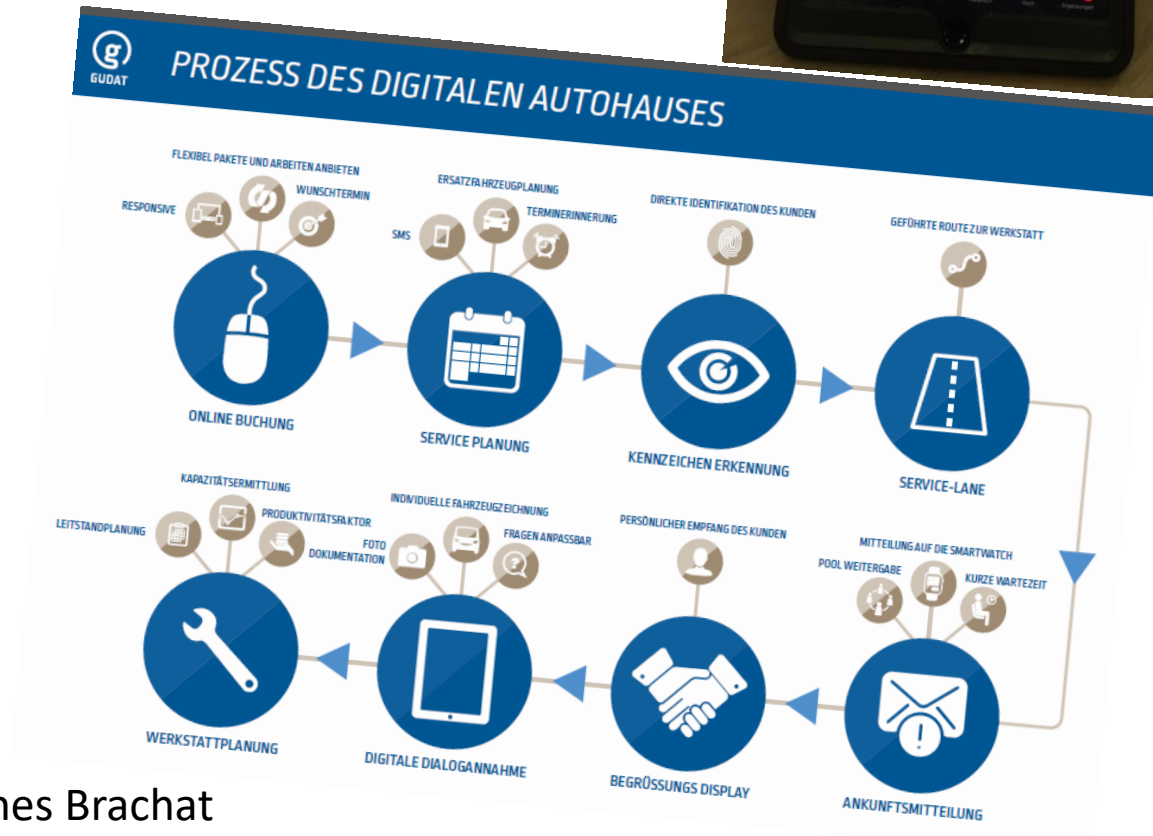 GUDAT
PROZESS DES DIGITALEN AUTOHAUSES
FLEXIBEL PAKETE UND ARBEITEN ANBIETEN
RESPONSIVE
WUNSCHTERMIN
ONLINE BUCHUNG
ERSATZFAHRZEUGPLANUNG
SMS
TERMINERINNERUNG
SERVICE PLANUNG
DIREKTE IDENTIFIKATION DES KUNDEN
KENNZEICHEN ERKENNUNG
GEFÜHRTE ROUTE ZUR WERKSTATT
SERVICE-LANE
MITTEILUNG AUF DIE SMARTWATCH
POOL WEITERGABE
KURZE WARTEZEIT
ANKUNFTSMITTEILUNG
PERSÖNLICHER EMPFANG DES KUNDEN
BEGRÜSSUNGS DISPLAY
INDIVIDUELLE FAHRZEUGZEICHNUNG
FOTO
DOKUMENTATION
FRAGEN ANPASSBAR
DIGITALE DIALOGANNAHME
KAPAZITÄTSERMITTLUNG
LEITSTANDPLANUNG
PRODUKTIVITÄTSFAKTOR
WERKSTATTPLANUNG
nes Brachat